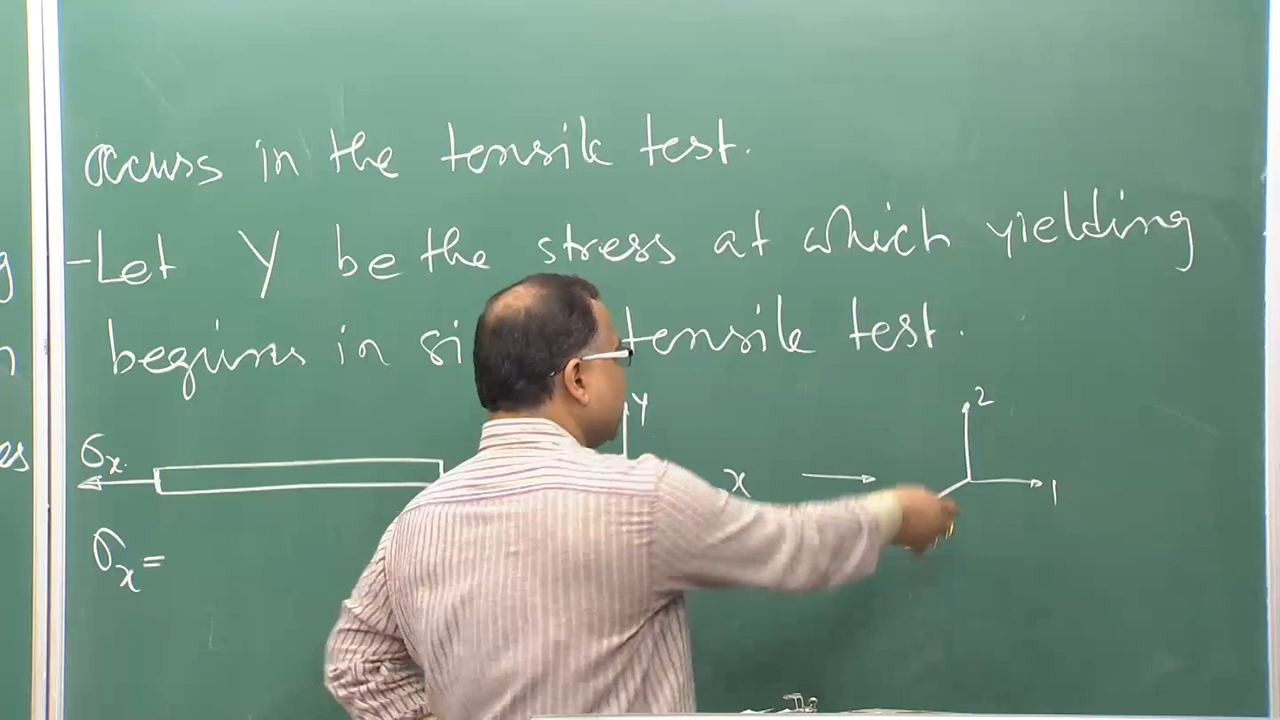 occurs in the tensile test.
- Let Y be the stress at which yielding
begins in si tensile test.
σx
y
x
2
1
σx =